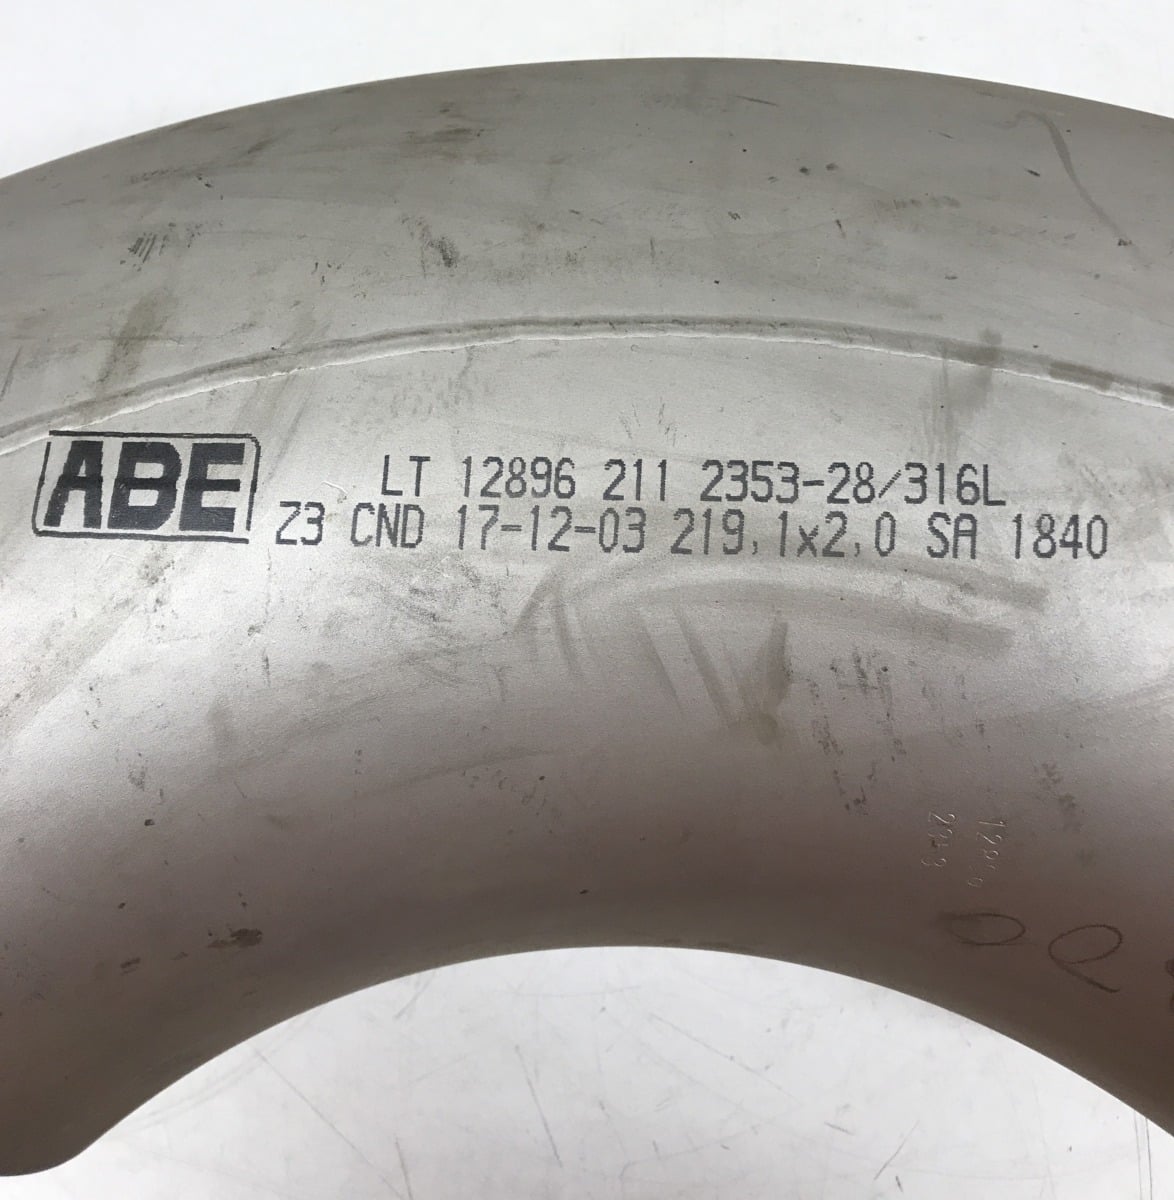 ABE
LT 12896 211 2353-28/316L
Z3 CND 17-12-03 219,1x2,0 SA 1840